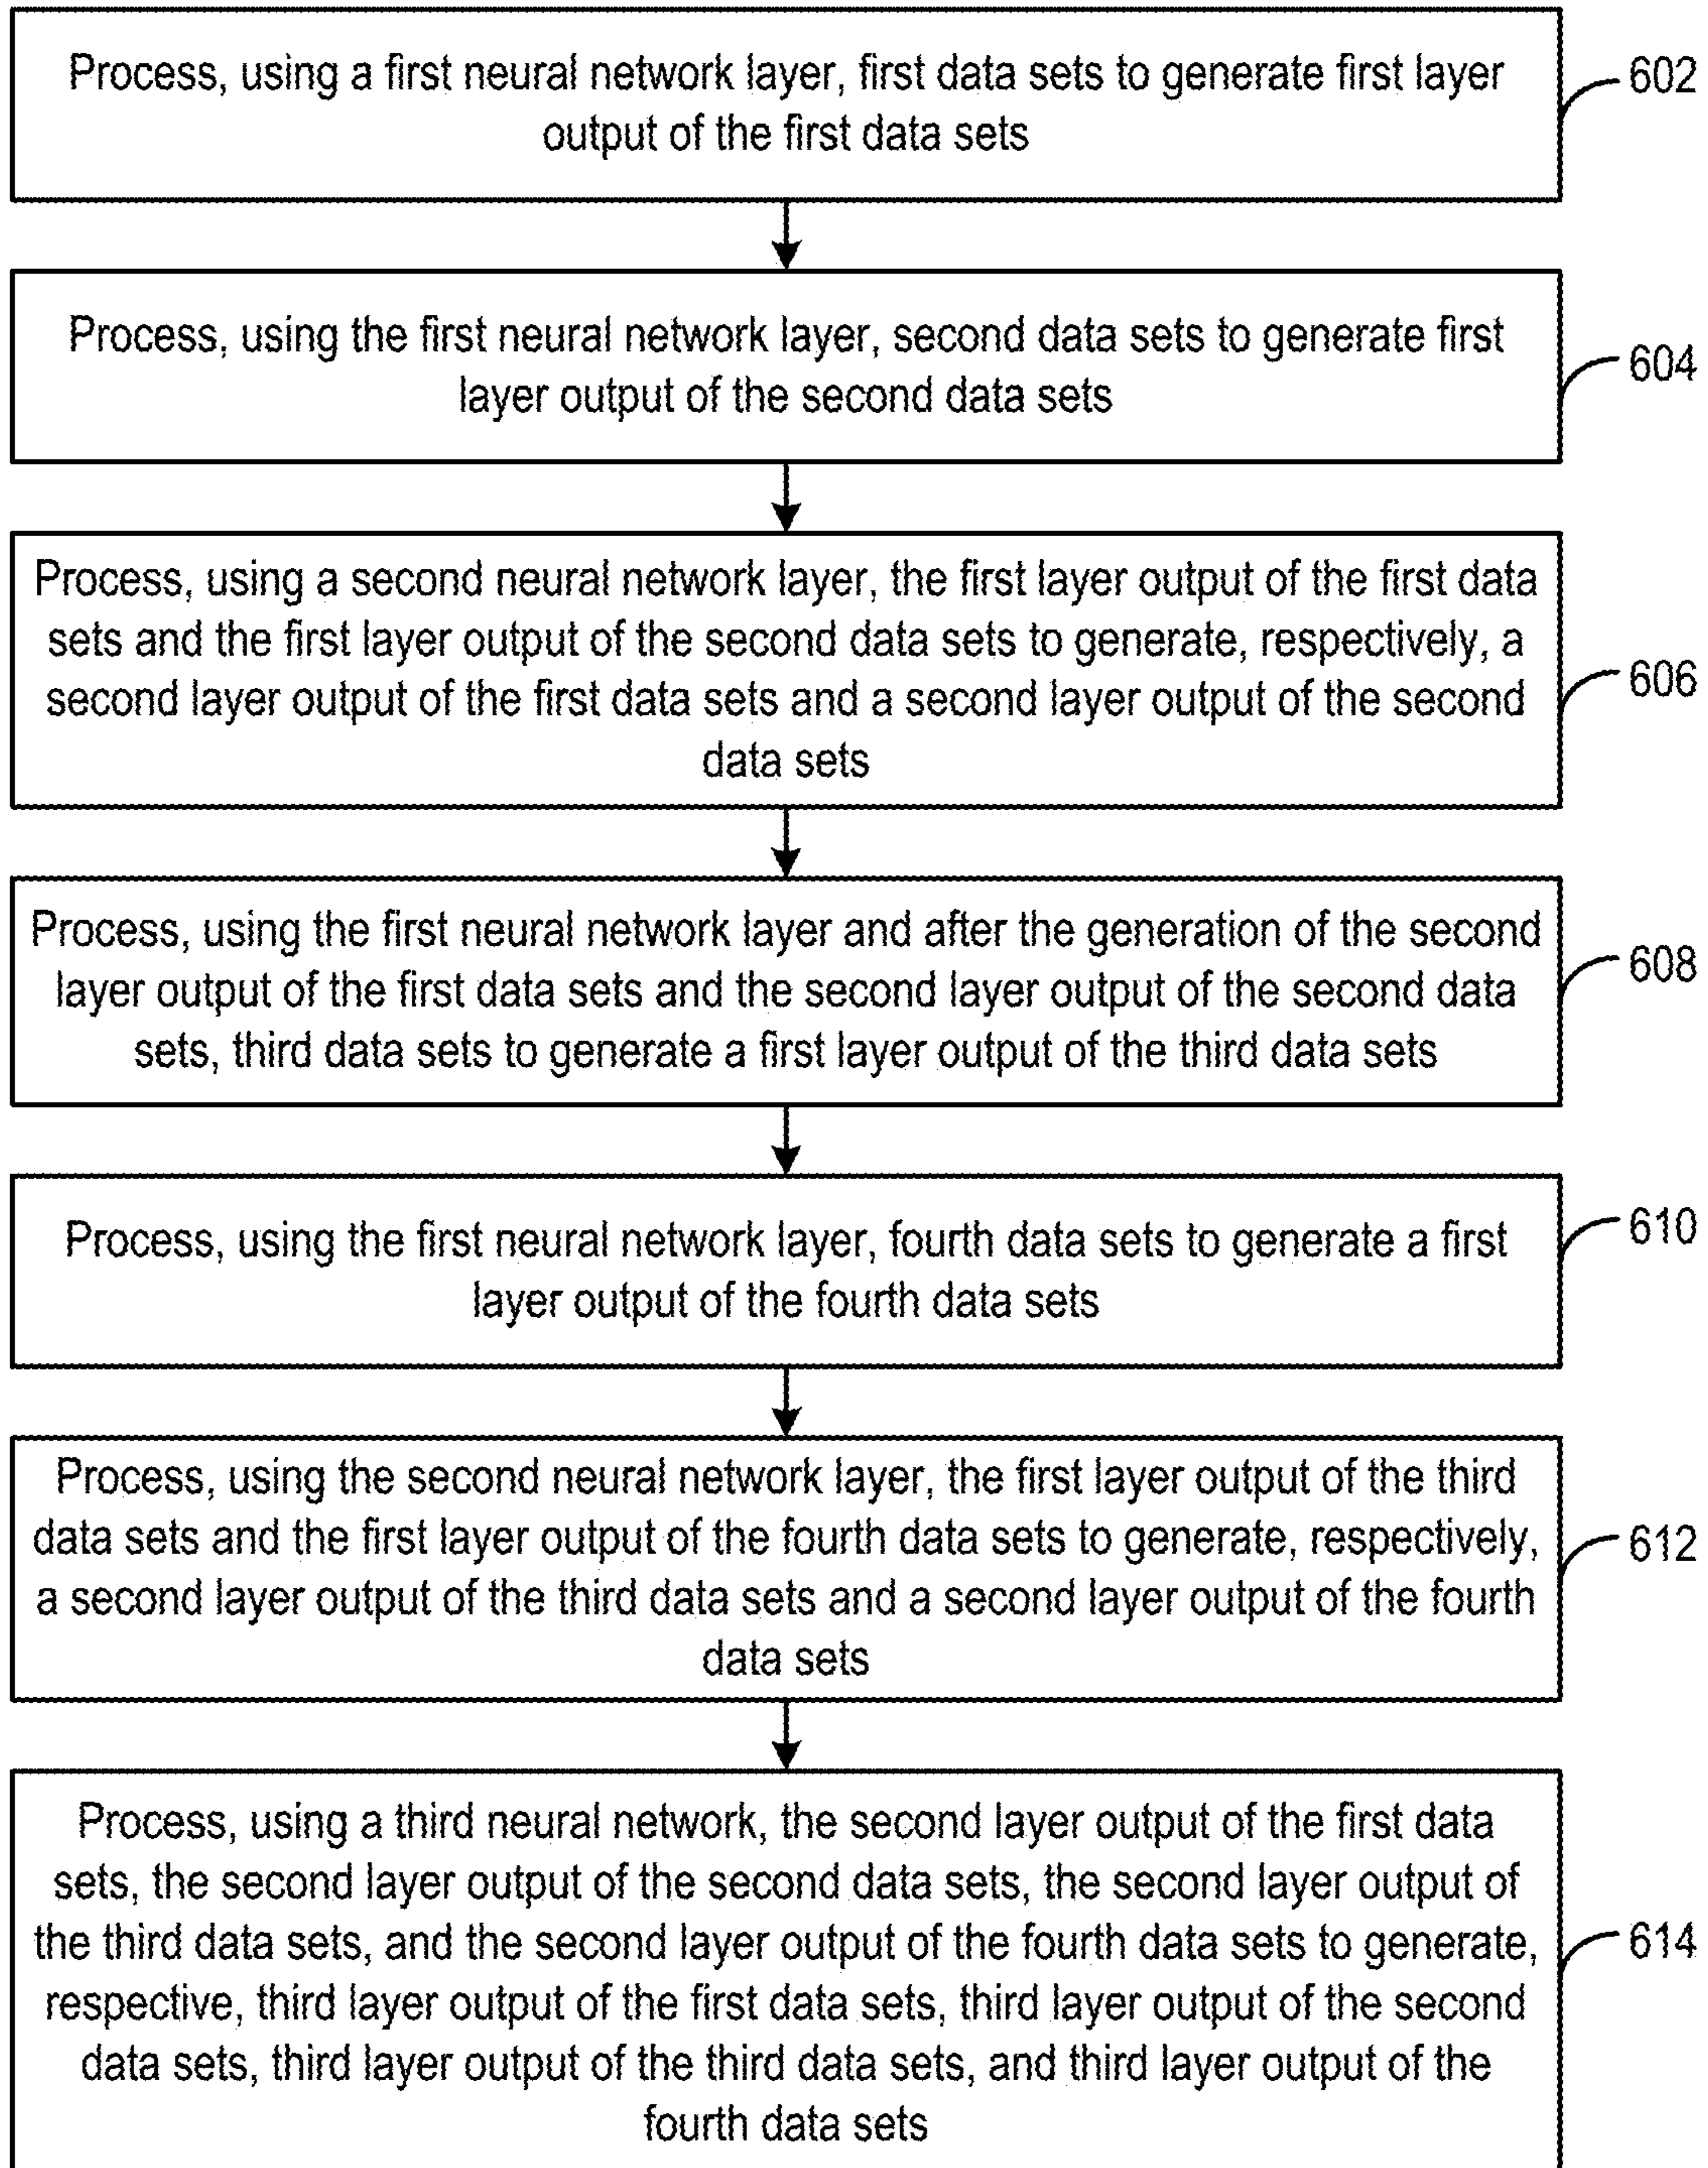 Process, using a first neural network layer, first data sets to generate first layer
output of the first data sets
602
Process, using the first neural network layer, second data sets to generate first
layer output of the second data sets
604
Process, using a second neural network layer, the first layer output of the first data
sets and the first layer output of the second data sets to generate, respectively, a
second layer output of the first data sets and a second layer output of the second
data sets
606
Process, using the first neural network layer and after the generation of the second
layer output of the first data sets and the second layer output of the second data
sets, third data sets to generate a first layer output of the third data sets
608
Process, using the first neural network layer, fourth data sets to generate a first
layer output of the fourth data sets
610
Process, using the second neural network layer, the first layer output of the third
data sets and the first layer output of the fourth data sets to generate, respectively,
a second layer output of the third data sets and a second layer output of the fourth
data sets
612
Process, using a third neural network, the second layer output of the first data
sets, the second layer output of the second data sets, the second layer output of
the third data sets, and the second layer output of the fourth data sets to generate,
respective, third layer output of the first data sets, third layer output of the second
data sets, third layer output of the third data sets, and third layer output of the
fourth data sets
614